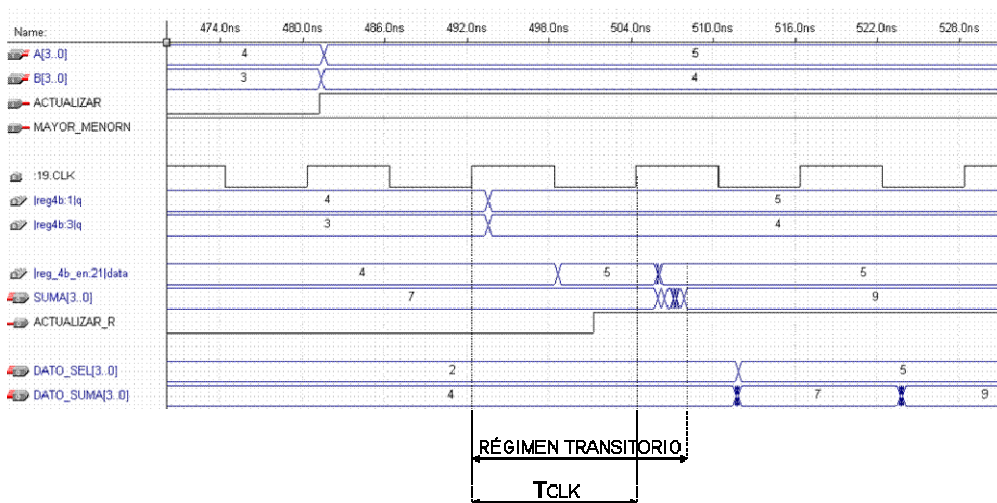 Name:
474.0ns 480.0ns 486.0ns 492.0ns 498.0ns 504.0ns 510.0ns 516.0ns 522.0ns 528.0ns
A[3..0] 4 5
B[3..0] 3 4
ACTUALIZAR
MAYOR_MENORN
:19.CLK
|reg4b:1|q 4 5
|reg4b:3|q 3 4
|reg_4b_en:21|data 4 5 5
SUMA[3..0] 7 9
ACTUALIZAR_R
DATO_SEL[3..0] 2 5
DATO_SUMA[3..0] 4 7 9
RÉGIMEN TRANSITORIO
TCLK